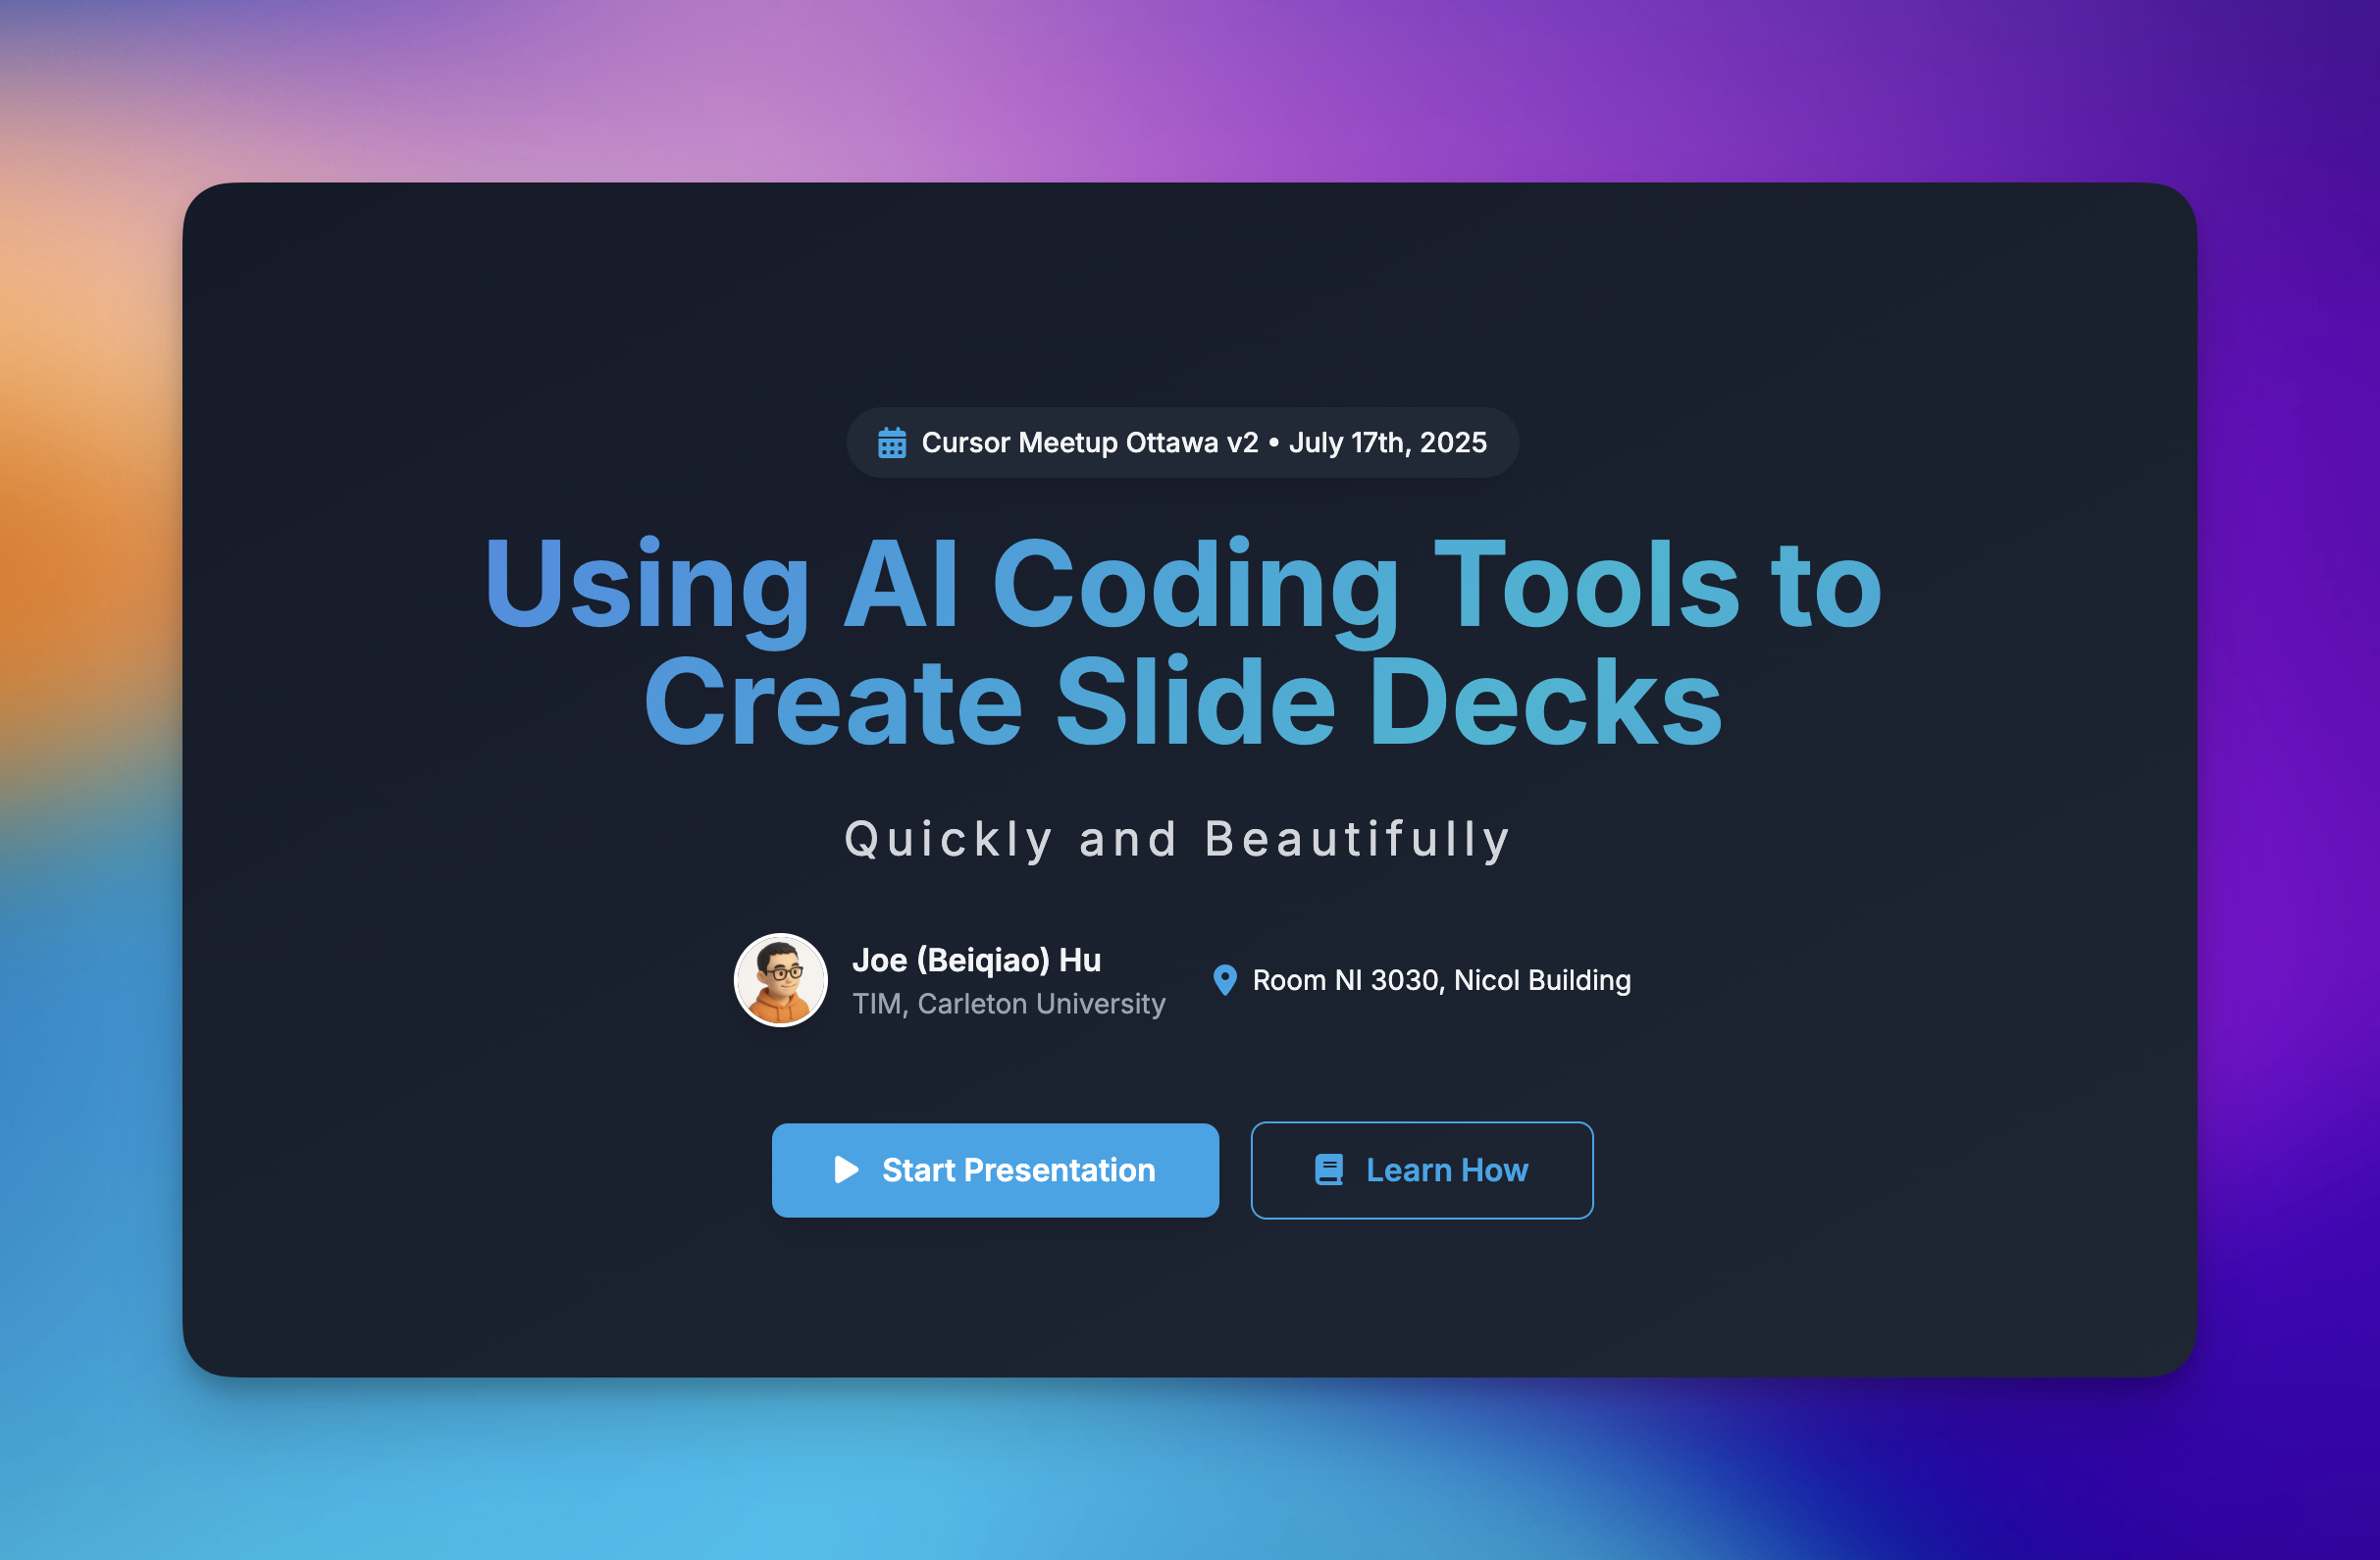 Cursor Meetup Ottawa v2 • July 17th, 2025
Using AI Coding Tools to
Create Slide Decks
Quickly and Beautifully
Joe (Beiqiao) Hu
TIM, Carleton University
Room NI 3030, Nicol Building
Start Presentation
Learn How